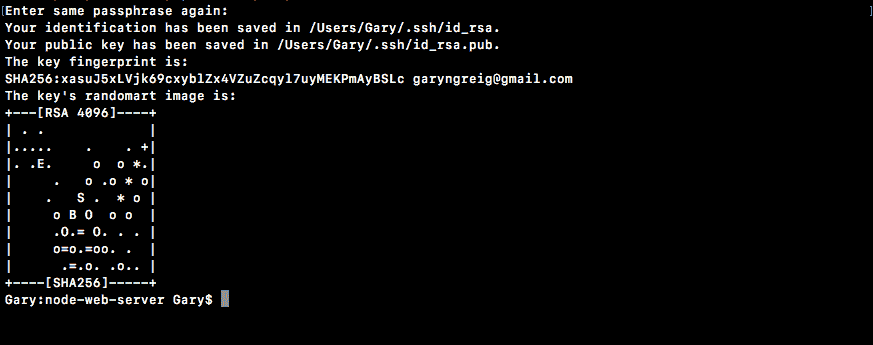 Enter same passphrase again:
Your identification has been saved in /Users/Gary/.ssh/id_rsa.
Your public key has been saved in /Users/Gary/.ssh/id_rsa.pub.
The key fingerprint is:
SHA256:xasuJ5xLVjk69cxyblZx4VZuZcqyl7uyMEKPmAyBSLc garyngreig@gmail.com
The key's randomart image is:
+---[RSA 4096]----+
| . .             |
|.....    .    . +|
|. .E.     o  o *.|
|     .   o .o * o|
|    .   S .  * o |
|     o B O  o o  |
|     .O.= O. . . |
|     o=o.=oo. .  |
|      .=.o. .o.. |
+----[SHA256]-----+
Gary:node-web-server Gary$